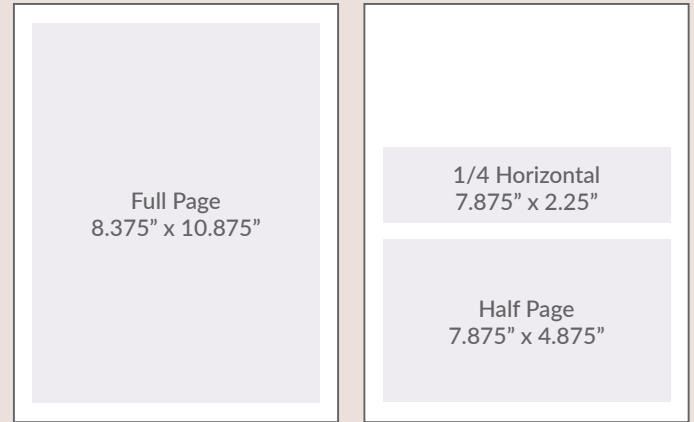 Full Page
8.375” x 10.875”
1/4 Horizontal
7.875” x 2.25”
Half Page
7.875” x 4.875”